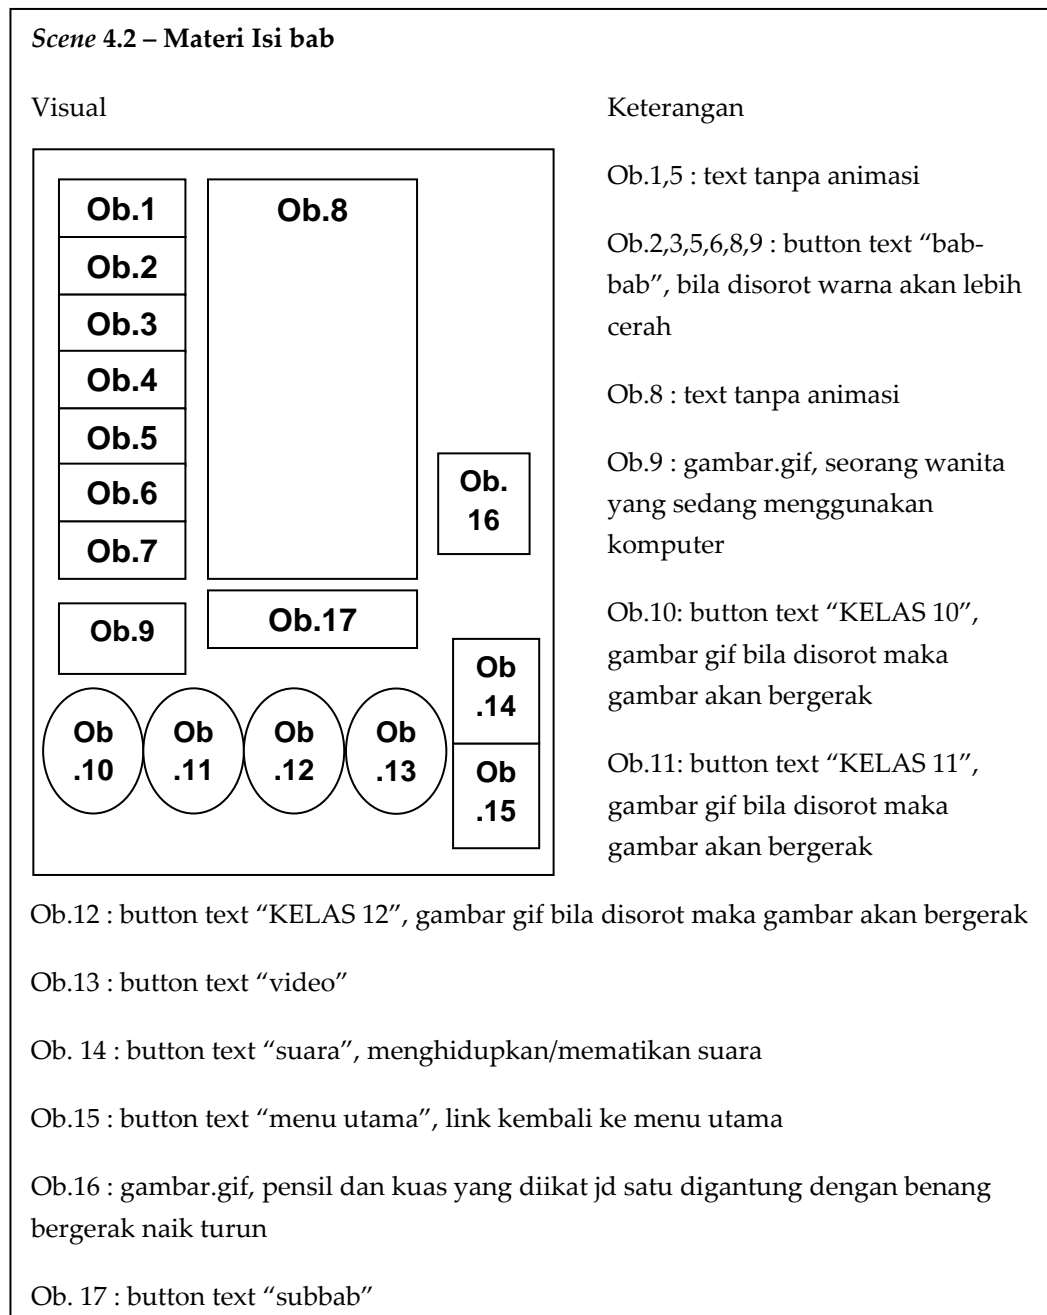 Scene 4.2 – Materi Isi bab
Visual
Keterangan
Ob.1
Ob.2
Ob.3
Ob.4
Ob.5
Ob.6
Ob.7
Ob.8
Ob.9
Ob.17
Ob.
16
Ob
.10
Ob
.11
Ob
.12
Ob
.13
Ob
.14
Ob
.15
Ob.1,5 : text tanpa animasi
Ob.2,3,5,6,8,9 : button text “bab-
bab”, bila disorot warna akan lebih
cerah
Ob.8 : text tanpa animasi
Ob.9 : gambar.gif, seorang wanita
yang sedang menggunakan
komputer
Ob.10: button text “KELAS 10”,
gambar gif bila disorot maka
gambar akan bergerak
Ob.11: button text “KELAS 11”,
gambar gif bila disorot maka
gambar akan bergerak
Ob.12 : button text “KELAS 12”, gambar gif bila disorot maka gambar akan bergerak
Ob.13 : button text “video”
Ob. 14 : button text “suara”, menghidupkan/mematikan suara
Ob.15 : button text “menu utama”, link kembali ke menu utama
Ob.16 : gambar.gif, pensil dan kuas yang diikat jd satu digantung dengan benang
bergerak naik turun
Ob. 17 : button text “subbab”